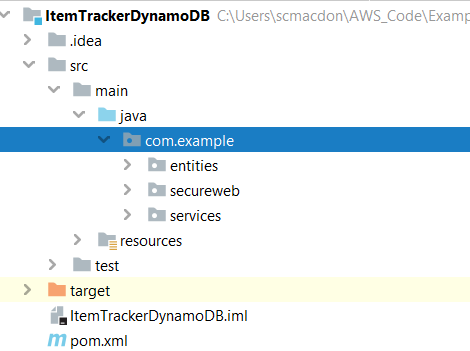 ItemTrackerDynamoDB C:\Users\scmacdon\AWS_Code\Examp
.idea
src
main
java
com.example
entities
secureweb
services
resources
test
target
ItemTrackerDynamoDB.iml
pom.xml